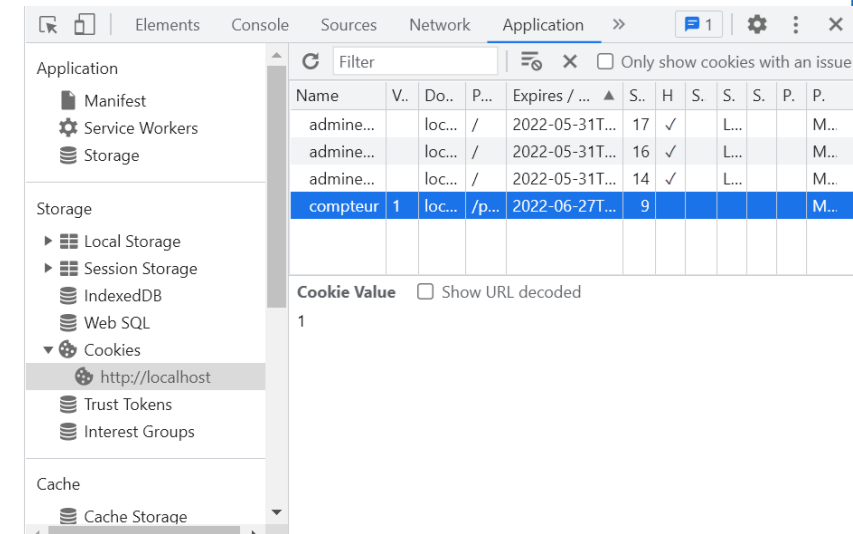 Elements Console Sources Network Application » 1
Application
Manifest
Service Workers
Storage
Storage
Local Storage
Session Storage
IndexedDB
Web SQL
Cookies
http://localhost
Trust Tokens
Interest Groups
Cache
Cache Storage
Filter Only show cookies with an issue
Name V.. Do.. P... Expires / ... ▲ S.. H S.. S. S. P. P.
admine... loc... / 2022-05-31T... 17 ✓ L... M...
admine... loc... / 2022-05-31T... 16 ✓ L... M...
admine... loc... / 2022-05-31T... 14 ✓ L... M...
compteur 1 loc... /p... 2022-06-27T... 9 M...
Cookie Value Show URL decoded
1